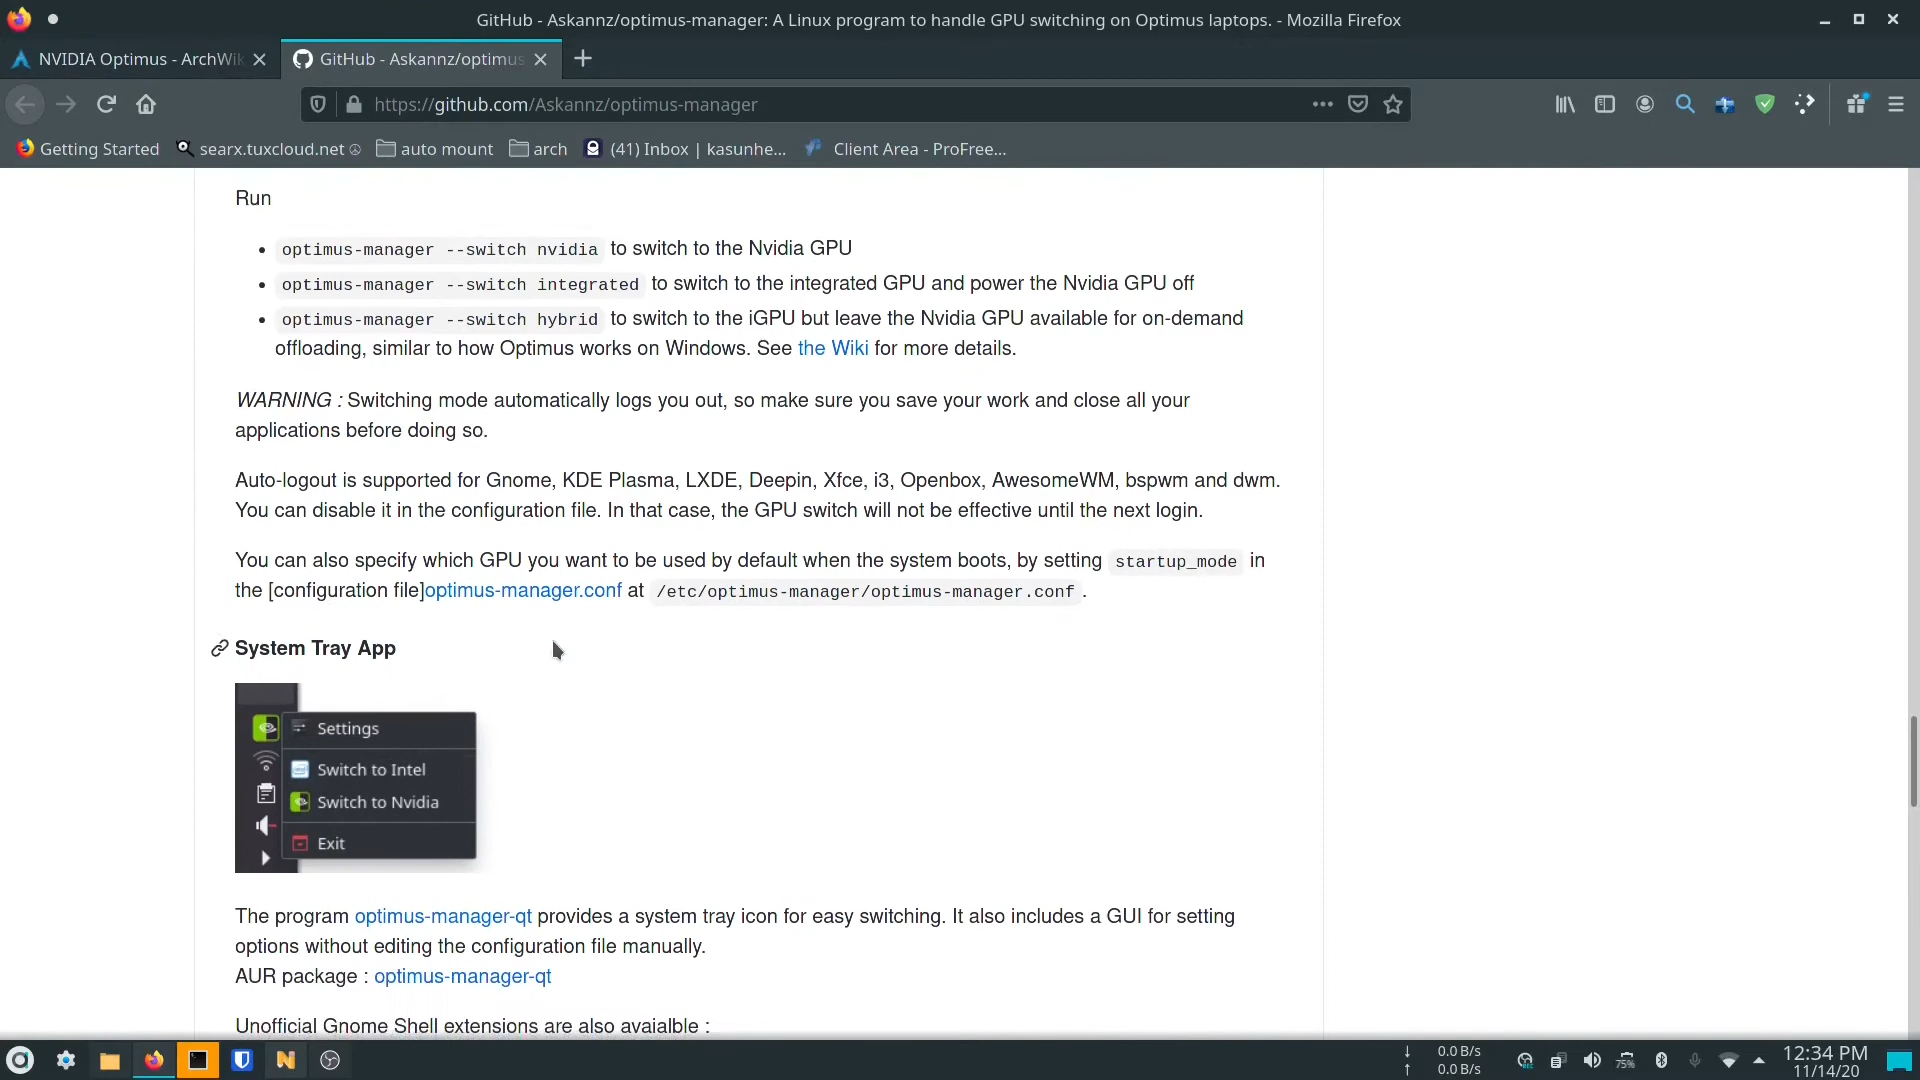 GitHub - Askannz/optimus-manager: A Linux program to handle GPU switching on Optimus laptops. - Mozilla Firefox
NVIDIA Optimus - ArchWik
GitHub - Askannz/optimus
https://github.com/Askannz/optimus-manager
Getting Started
searx.tuxcloud.net
auto mount
arch
(41) Inbox | kasunhe...
Client Area - ProFree...
Run
optimus-manager --switch nvidia to switch to the Nvidia GPU
optimus-manager --switch integrated to switch to the integrated GPU and power the Nvidia GPU off
optimus-manager --switch hybrid to switch to the iGPU but leave the Nvidia GPU available for on-demand
offloading, similar to how Optimus works on Windows. See the Wiki for more details.
WARNING : Switching mode automatically logs you out, so make sure you save your work and close all your
applications before doing so.
Auto-logout is supported for Gnome, KDE Plasma, LXDE, Deepin, Xfce, i3, Openbox, AwesomeWM, bspwm and dwm.
You can disable it in the configuration file. In that case, the GPU switch will not be effective until the next login.
You can also specify which GPU you want to be used by default when the system boots, by setting startup_mode in
the [configuration file]optimus-manager.conf at /etc/optimus-manager/optimus-manager.conf .
System Tray App
Settings
Switch to Intel
Switch to Nvidia
Exit
The program optimus-manager-qt provides a system tray icon for easy switching. It also includes a GUI for setting
options without editing the configuration file manually.
AUR package : optimus-manager-qt
Unofficial Gnome Shell extensions are also avaialble :
0.0 B/s
0.0 B/s
75%
12:34 PM
11/14/20